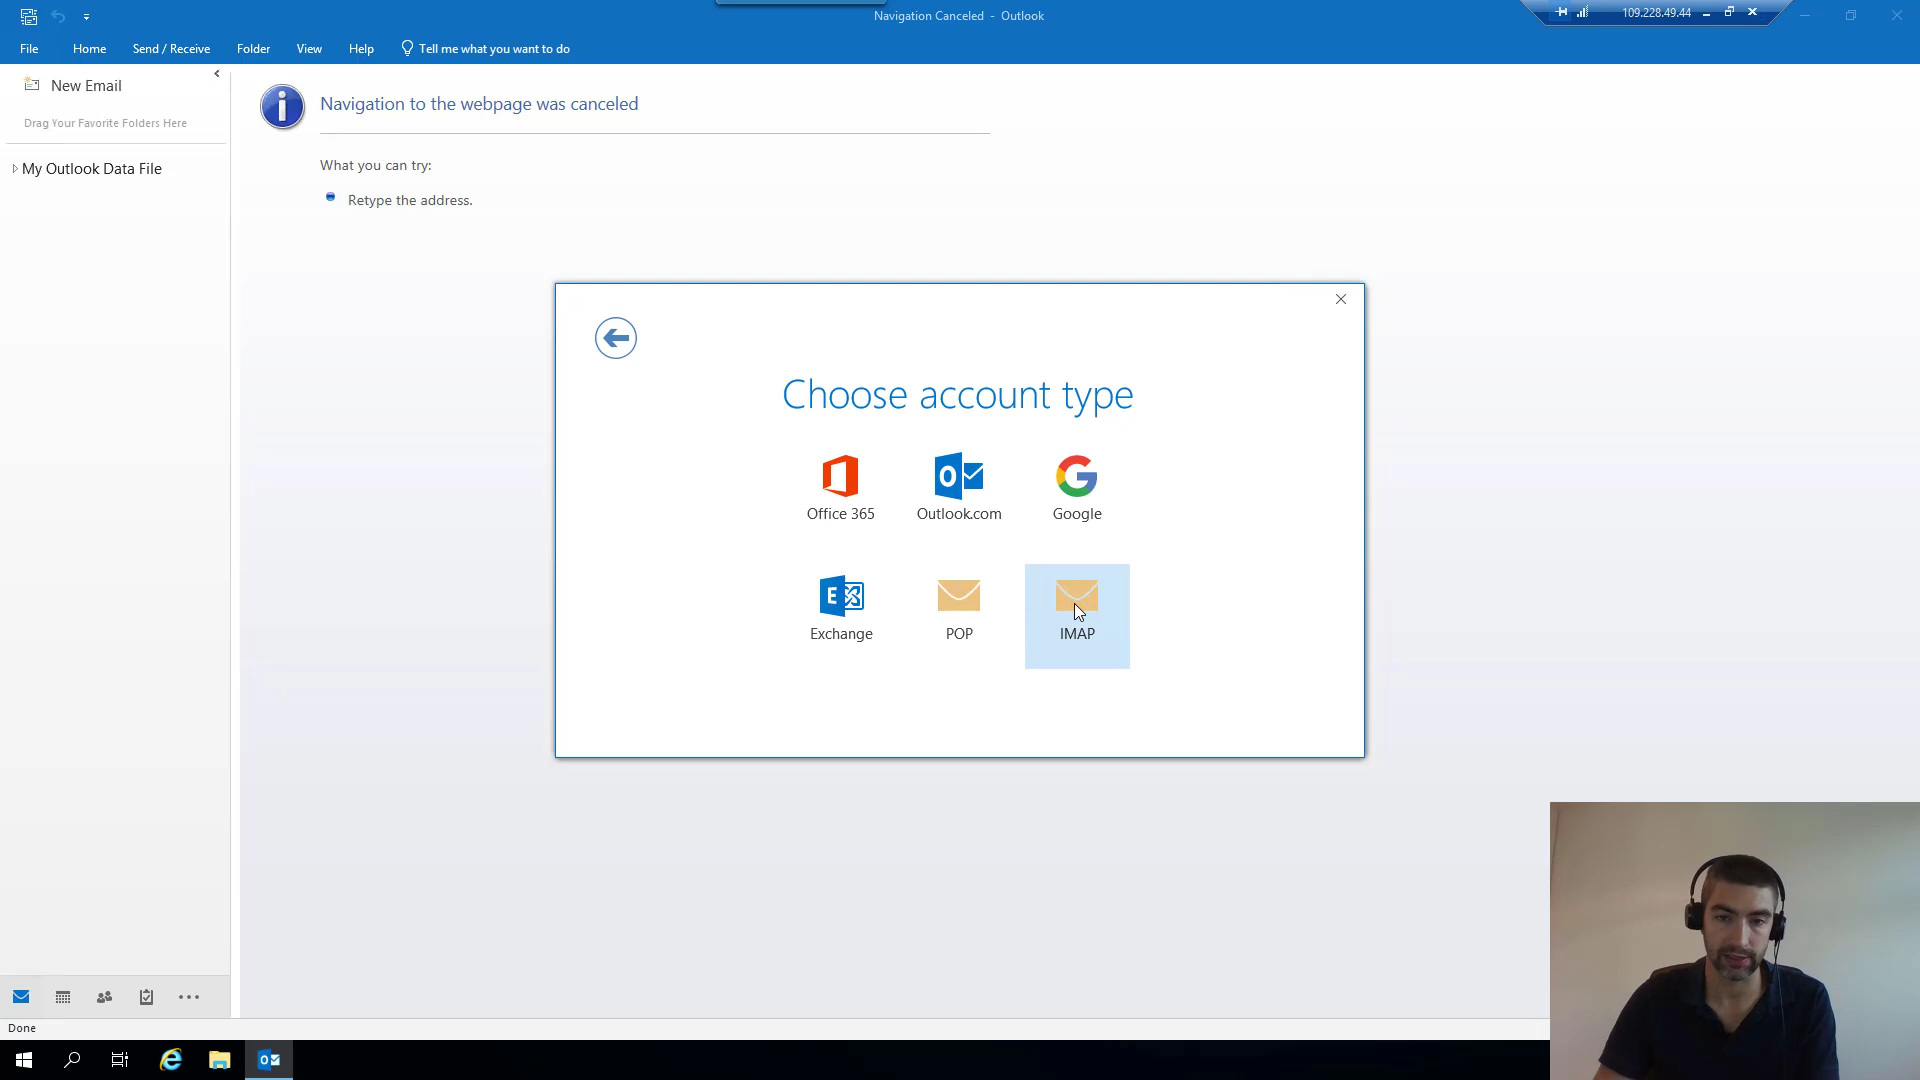 Navigation Canceled - Outlook
109.228.49.44
File Home Send / Receive Folder View Help Tell me what you want to do
New Email
Drag Your Favorite Folders Here
My Outlook Data File
Navigation to the webpage was canceled
What you can try:
Retype the address.
Choose account type
Office 365 Outlook.com Google
Exchange POP IMAP
Done